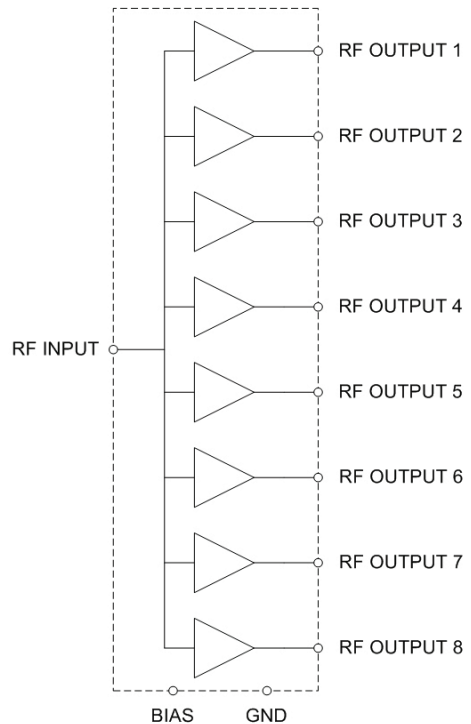 RF OUTPUT 1
RF OUTPUT 2
RF OUTPUT 3
RF OUTPUT 4
RF INPUT
RF OUTPUT 5
RF OUTPUT 6
RF OUTPUT 7
RF OUTPUT 8
BIAS
GND